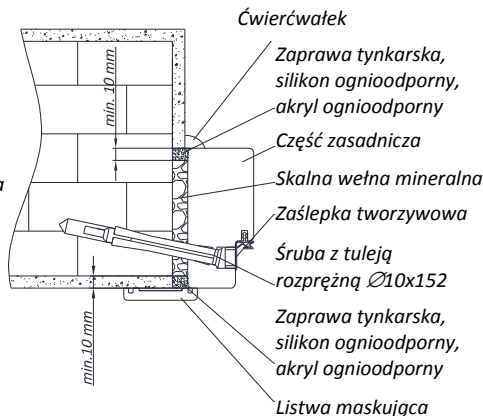 Ćwierćwałek
Zaprawa tynkarska,
silikon ognioodporny,
akryl ognioodporny
Część zasadnicza
Skalna wełna mineralna
Zaślepka tworzywowa
Śruba z tuleją
rozprężną ∅10x152
Zaprawa tynkarska,
silikon ognioodporny,
akryl ognioodporny
Listwa maskująca
min. 10 mm
min.10 mm
a